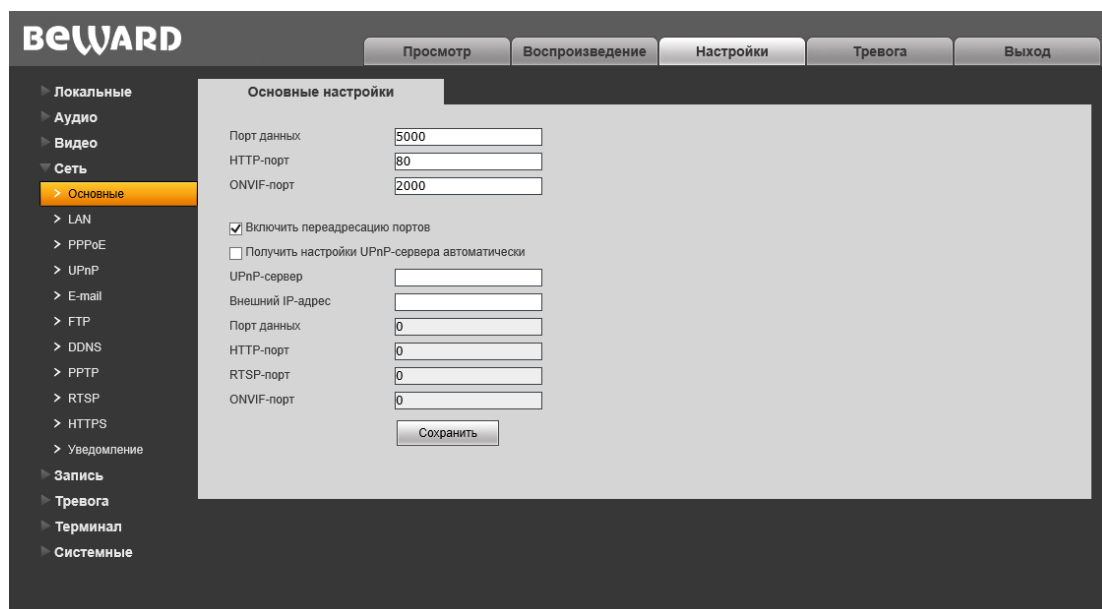 BEWARD
Просмотр Воспроизведение Настройки Тревога Выход
Локальные
Аудио
Видео
Сеть
> Основные
> LAN
> PPPoE
> UPnP
> E-mail
> FTP
> DDNS
> PPTP
> RTSP
> HTTPS
> Уведомление
Запись
Тревога
Терминал
Системные
Основные настройки
Порт данных 5000
HTTP-порт 80
ONVIF-порт 2000
Включить переадресацию портов
Получить настройки UPnP-сервера автоматически
UPnP-сервер
Внешний IP-адрес
Порт данных 0
HTTP-порт 0
RTSP-порт 0
ONVIF-порт 0
Сохранить